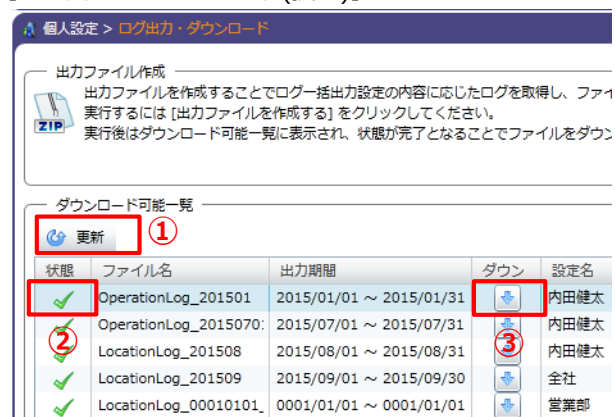 個人設定 > ログ出力・ダウンロード
出力ファイル作成
出力ファイルを作成することでログ一括出力設定の内容に応じたログを取得し、ファイ
実行するには [出力ファイルを作成する] をクリックしてください。
実行後はダウンロード可能一覧に表示され、状態が完了となることでファイルをダウン
ZIP
ダウンロード可能一覧
更新 ①
状態 ファイル名 出力期間 ダウン 設定名
OperationLog_201501 2015/01/01 ～ 2015/01/31 内田健太
② OperationLog_2015070 2015/07/01 ～ 2015/07/31 ③ 内田健太
LocationLog_201508 2015/08/01 ～ 2015/08/31 内田健太
LocationLog_201509 2015/09/01 ～ 2015/09/30 全社
LocationLog_00010101_ 0001/01/01 ～ 0001/01/01 営業部